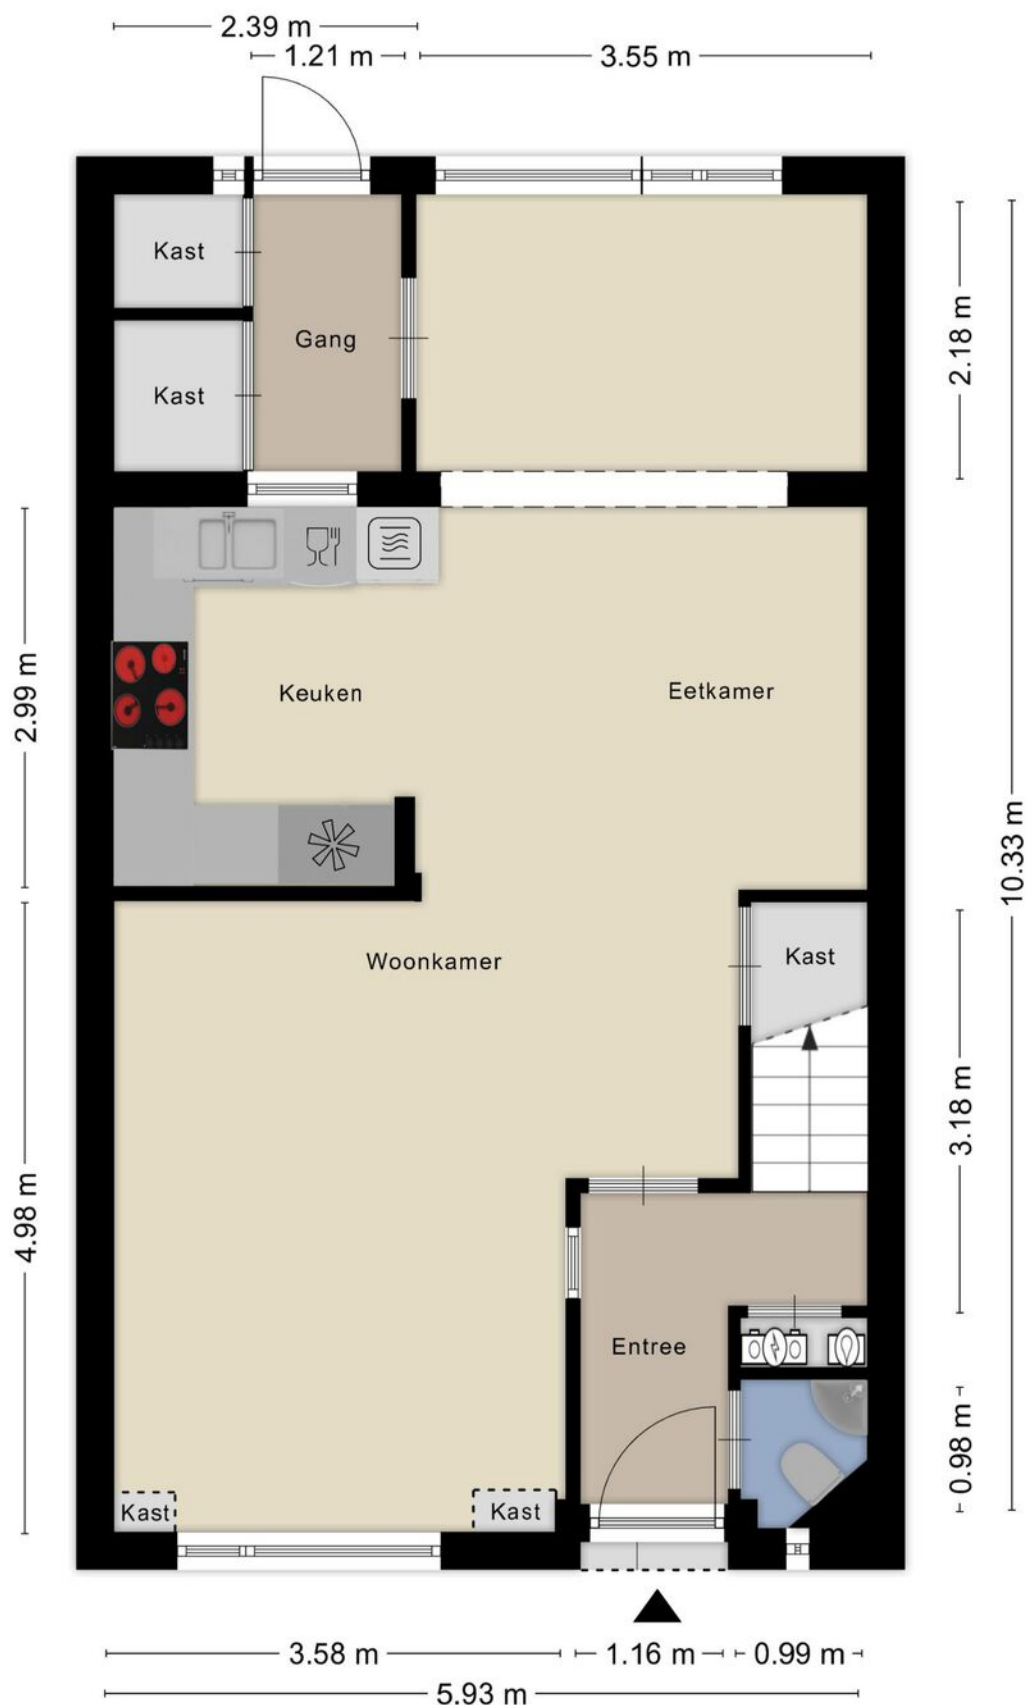 2.39 m
1.21 m
3.55 m
Kast
Gang
Kast
2.18 m
2.99 m
Keuken
Eetkamer
10.33 m
Woonkamer
Kast
3.18 m
4.98 m
Entree
0.98 m
Kast
Kast
3.58 m
1.16 m
0.99 m
5.93 m